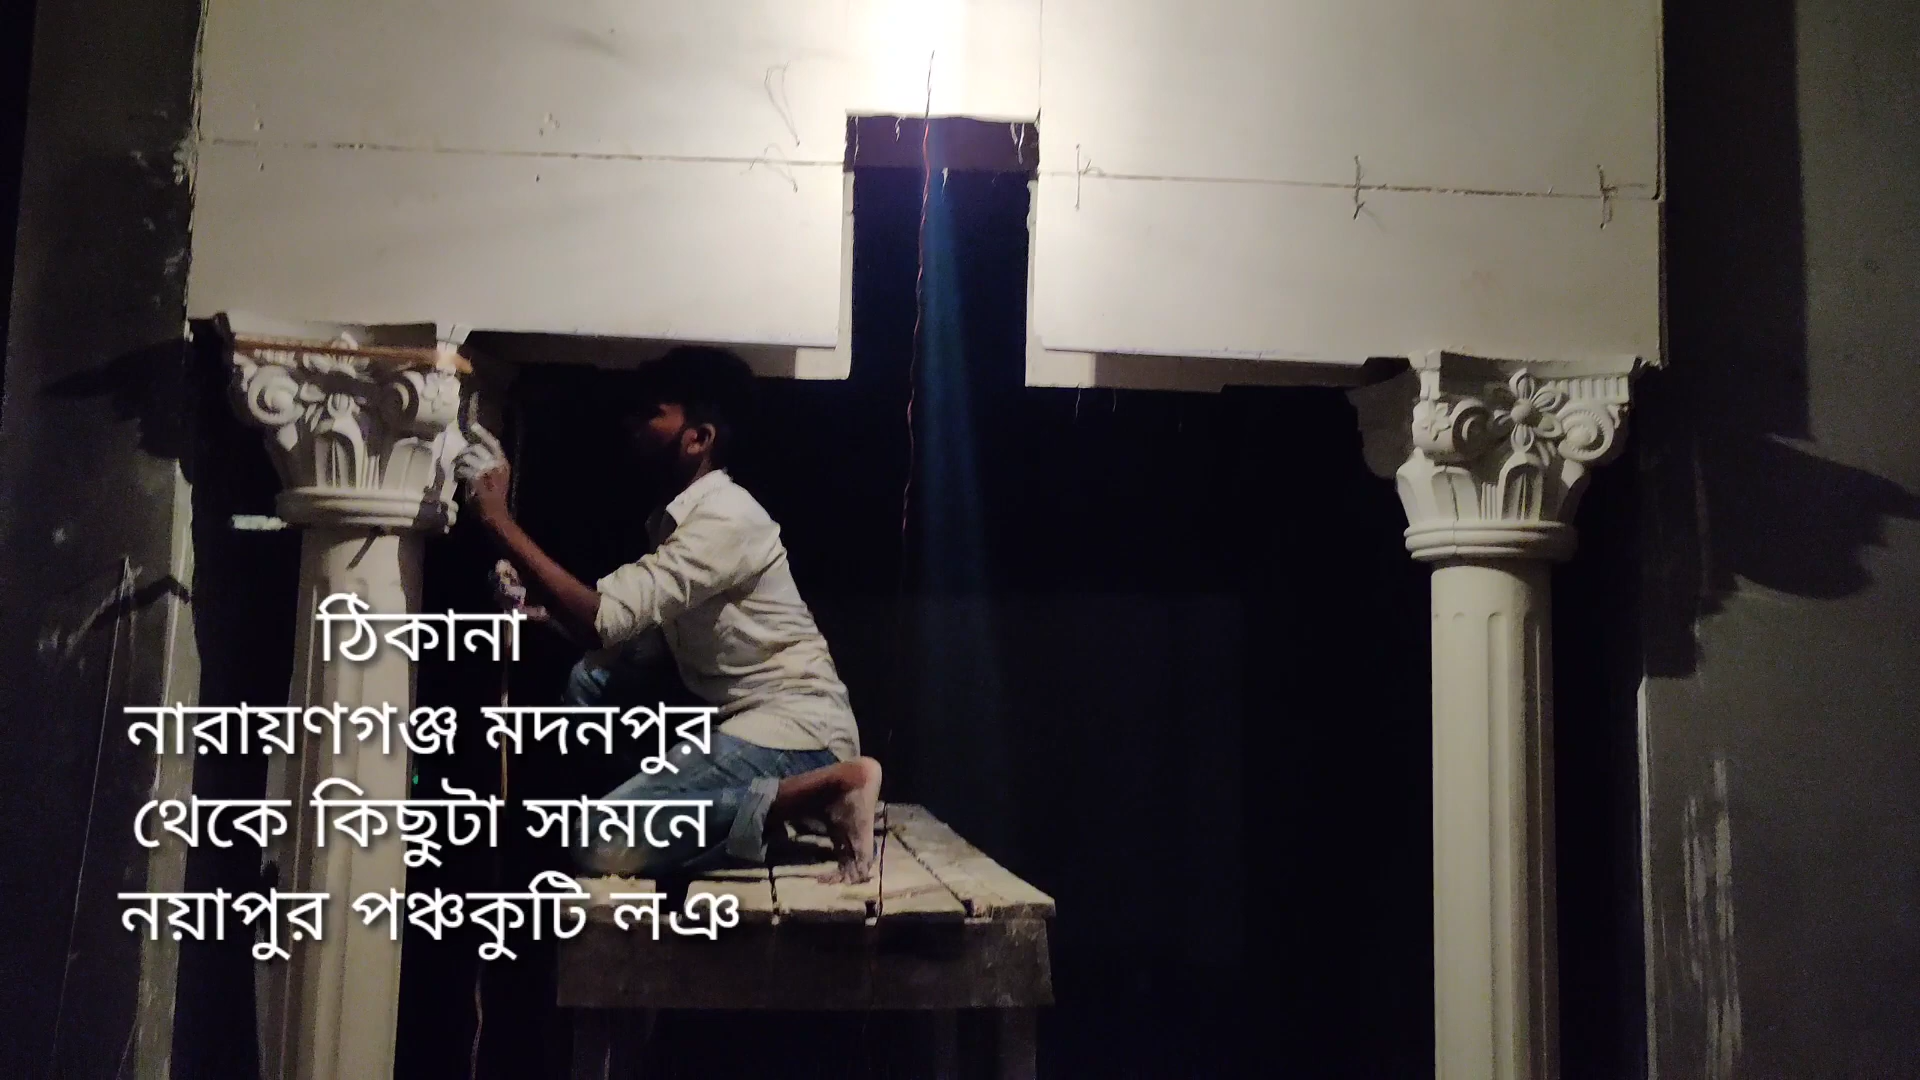 ঠিকানা
নারায়ণগঞ্জ মদনপুর
থেকে কিছুটা সামনে
নয়াপুর পঞ্চকুটি লঞ